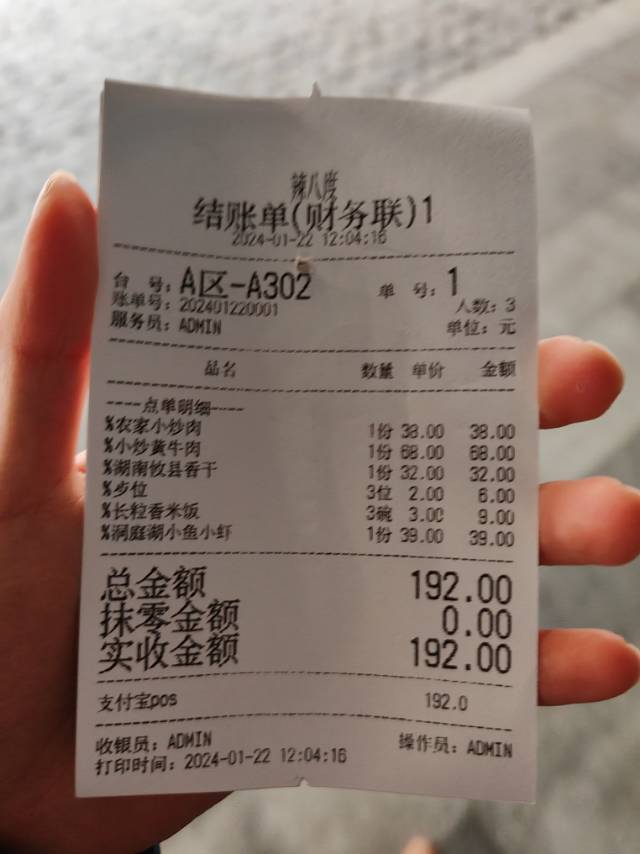 辣八度
结账单(财务联)1
2024-01-22 12:04:16
台 号: A区-A302 单 号: 1
账单号: 202401220001 人数: 3
服务员: ADMIN 单位: 元
品名 数量 单价 金额
-----点单明细-----
%农家小炒肉 1份 38.00 38.00
%小炒黄牛肉 1份 68.00 68.00
%湖南攸县香干 1份 32.00 32.00
%歺位 3位 2.00 6.00
%长粒香米饭 3碗 3.00 9.00
%洞庭湖小鱼小虾 1份 39.00 39.00
总金额 192.00
抹零金额 0.00
实收金额 192.00
支付宝pos 192.0
收银员: ADMIN 操作员: ADMIN
打印时间: 2024-01-22 12:04:16